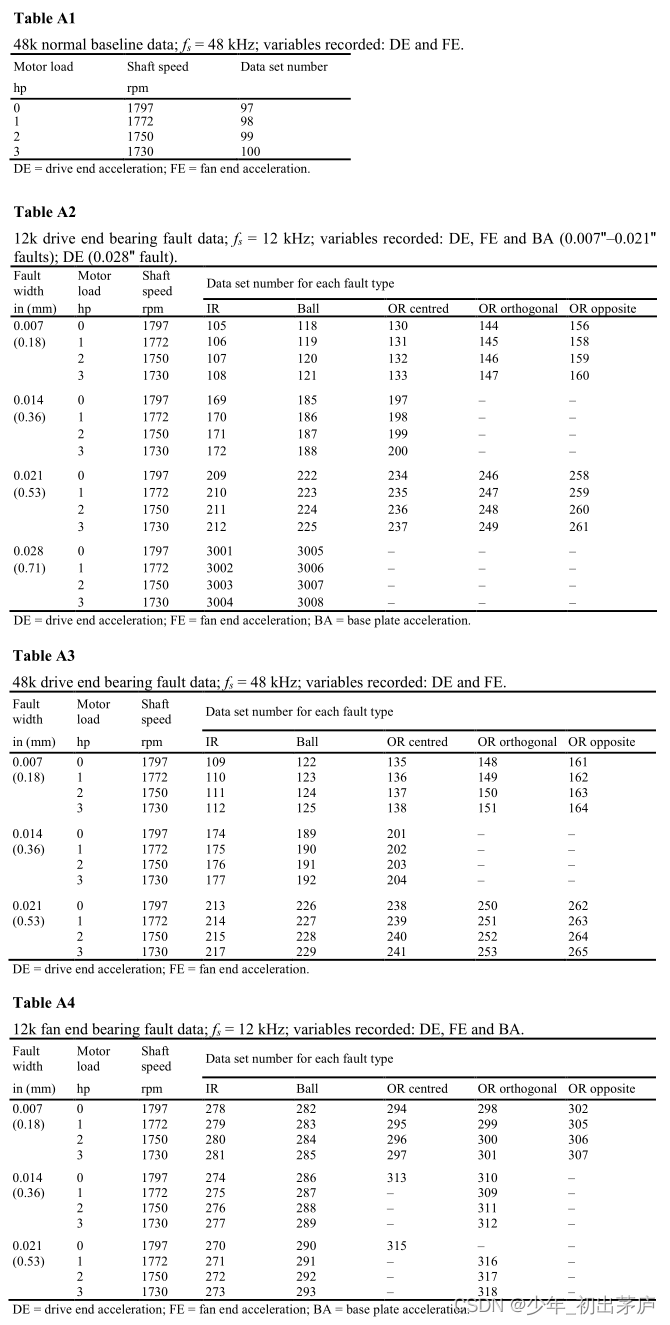 Table A1
48k normal baseline data; fs = 48 kHz; variables recorded: DE and FE.
Motor load Shaft speed Data set number
hp rpm
0 1797 97
1 1772 98
2 1750 99
3 1730 100
DE = drive end acceleration; FE = fan end acceleration.
Table A2
12k drive end bearing fault data; fs = 12 kHz; variables recorded: DE, FE and BA (0.007"–0.021"
faults); DE (0.028" fault).
Fault Motor Shaft Data set number for each fault type
width load speed
in (mm) hp rpm IR Ball OR centred OR orthogonal OR opposite
0.007 0 1797 105 118 130 144 156
(0.18) 1 1772 106 119 131 145 158
2 1750 107 120 132 146 159
3 1730 108 121 133 147 160
0.014 0 1797 169 185 197 – –
(0.36) 1 1772 170 186 198 – –
2 1750 171 187 199 – –
3 1730 172 188 200 – –
0.021 0 1797 209 222 234 246 258
(0.53) 1 1772 210 223 235 247 259
2 1750 211 224 236 248 260
3 1730 212 225 237 249 261
0.028 0 1797 3001 3005 – – –
(0.71) 1 1772 3002 3006 – – –
2 1750 3003 3007 – – –
3 1730 3004 3008 – – –
DE = drive end acceleration; FE = fan end acceleration; BA = base plate acceleration.
Table A3
48k drive end bearing fault data; fs = 48 kHz; variables recorded: DE and FE.
Fault Motor Shaft Data set number for each fault type
width load speed
in (mm) hp rpm IR Ball OR centred OR orthogonal OR opposite
0.007 0 1797 109 122 135 148 161
(0.18) 1 1772 110 123 136 149 162
2 1750 111 124 137 150 163
3 1730 112 125 138 151 164
0.014 0 1797 174 189 201 – –
(0.36) 1 1772 175 190 202 – –
2 1750 176 191 203 – –
3 1730 177 192 204 – –
0.021 0 1797 213 226 238 250 262
(0.53) 1 1772 214 227 239 251 263
2 1750 215 228 240 252 264
3 1730 217 229 241 253 265
DE = drive end acceleration; FE = fan end acceleration.
Table A4
12k fan end bearing fault data; fs = 12 kHz; variables recorded: DE, FE and BA.
Fault Motor Shaft Data set number for each fault type
width load speed
in (mm) hp rpm IR Ball OR centred OR orthogonal OR opposite
0.007 0 1797 278 282 294 298 302
(0.18) 1 1772 279 283 295 299 305
2 1750 280 284 296 300 306
3 1730 281 285 297 301 307
0.014 0 1797 274 286 313 310 –
(0.36) 1 1772 275 287 – 309 –
2 1750 276 288 – 311 –
3 1730 277 289 – 312 –
0.021 0 1797 270 290 315 – –
(0.53) 1 1772 271 291 – 316 –
2 1750 272 292 – 317 –
3 1730 273 293 – 318 –
DE = drive end acceleration; FE = fan end acceleration; BA = base plate acceleration.
CSDN @少年_初出茅庐